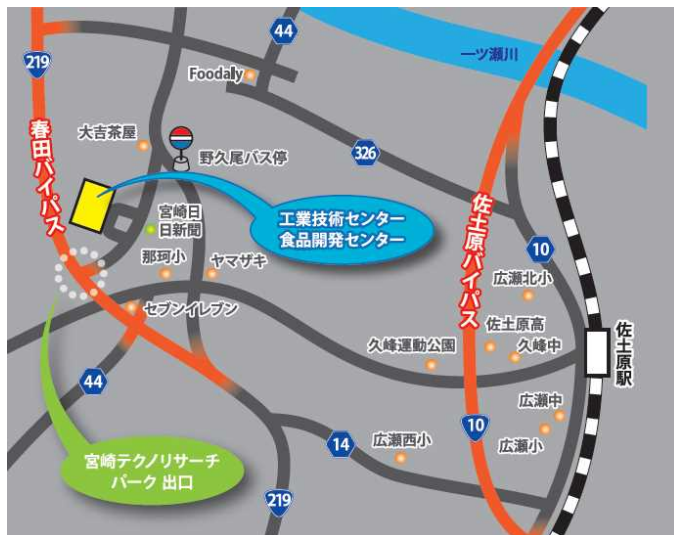 219
44
Foodaly
一ツ瀬川
春田バイパス
大吉茶屋
野久尾バス停
326
工業技術センター
食品開発センター
宮崎日
日新聞
佐土原バイパス
10
那珂小
ヤマザキ
広瀬北小
セブンイレブン
佐土原高
久峰運動公園
久峰中
佐土原駅
44
広瀬中
14
広瀬西小
10
広瀬小
宮崎テクノリサーチ
パーク 出口
219